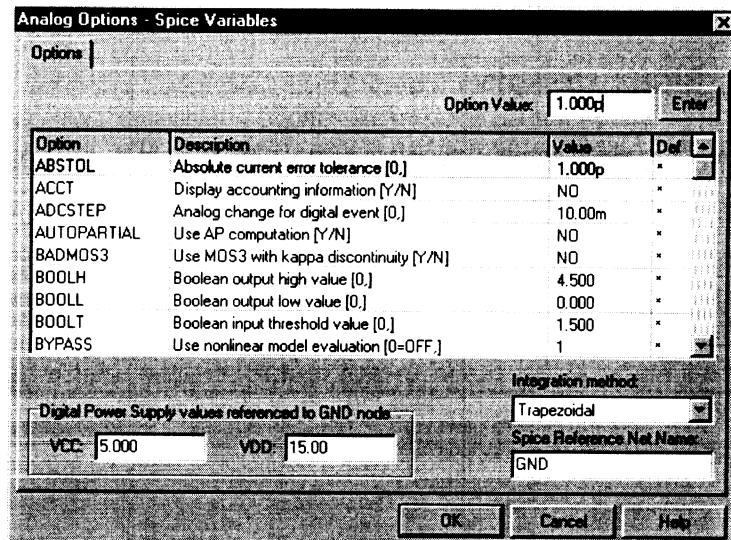 Analog Options - Spice Variables
Options
Option Value: 1.000p Enter
Option Description Value Def
ABSTOL Absolute current error tolerance [0,] 1.000p *
ACCT Display accounting information [Y/N] NO *
ADCSTEP Analog change for digital event [0,] 10.00m *
AUTOPARTIAL Use AP computation [Y/N] NO *
BADMOS3 Use MOS3 with kappa discontinuity [Y/N] NO *
BOOLH Boolean output high value [0,] 4.500 *
BOOLL Boolean output low value [0,] 0.000 *
BOOLT Boolean input threshold value [0,] 1.500 *
BYPASS Use nonlinear model evaluation [0=OFF,] 1 *
Integration method:
Trapezoidal
Digital Power Supply values referenced to GND node
VCC: 5.000 VDD: 15.00
Spice Reference Net Name:
GND
OK Cancel Help